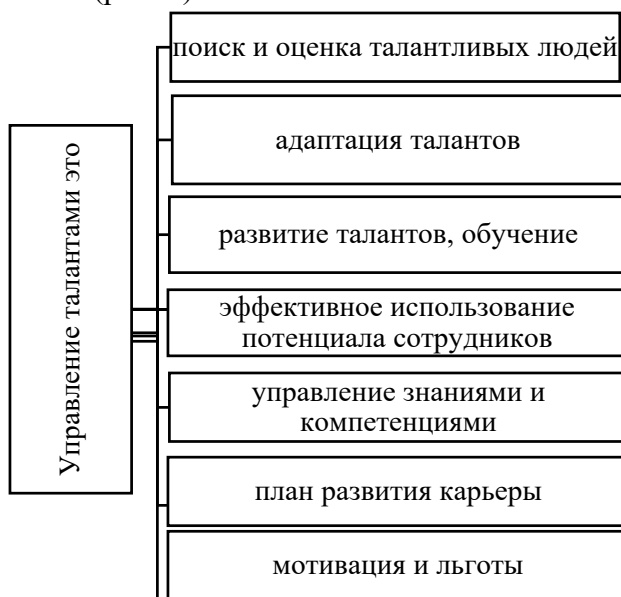 Управление талантами это
поиск и оценка талантливых людей
адаптация талантов
развитие талантов, обучение
эффективное использование
потенциала сотрудников
управление знаниями и
компетенциями
план развития карьеры
мотивация и льготы